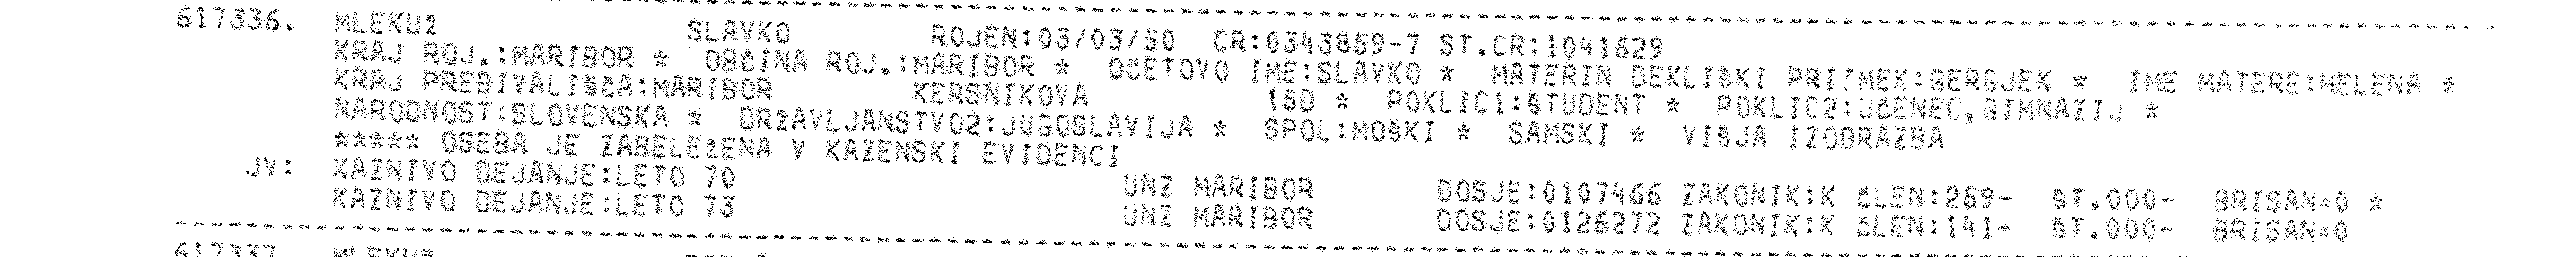 617336. MLEKUŽ SLAVKO ROJEN:03/03/50 CR:0343859-7 ST.CR:1041629
KRAJ ROJ.:MARIBOR * OBČINA ROJ.:MARIBOR * OČETOVO IME:SLAVKO * MATERIN DEKLIŠKI PRIIMEK:GERGJEK * IME MATERE:HELENA *
KRAJ PREBIVALIŠČA:MARIBOR KERSNIKOVA 15D * POKLIC1:ŠTUDENT * POKLIC2:UČENEC,GIMNAZIJ *
NARODNOST:SLOVENSKA * DRŽAVLJANSTVO2:JUGOSLAVIJA * SPOL:MOŠKI * SAMSKI * VIŠJA IZOBRAZBA
***** OSEBA JE ZABELEŽENA V KAZENSKI EVIDENCI
JV: KAZNIVO DEJANJE:LETO 70 UNZ MARIBOR DOSJE:0107466 ZAKONIK:K ČLEN:259- ŠT.000- BRISAN=0 *
KAZNIVO DEJANJE:LETO 73 UNZ MARIBOR DOSJE:0126272 ZAKONIK:K ČLEN:141- ŠT.000- BRISAN=0
617337 MLEKUŽ